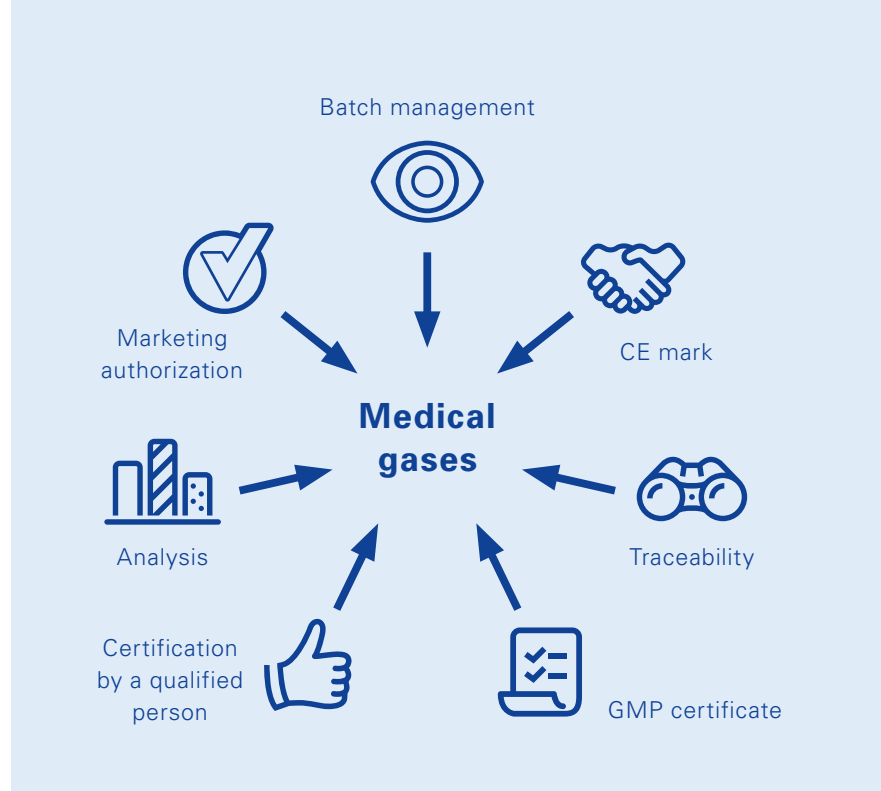 Batch management
Marketing
authorization
CE mark
Medical
gases
Analysis
Traceability
Certification
by a qualified
person
GMP certificate